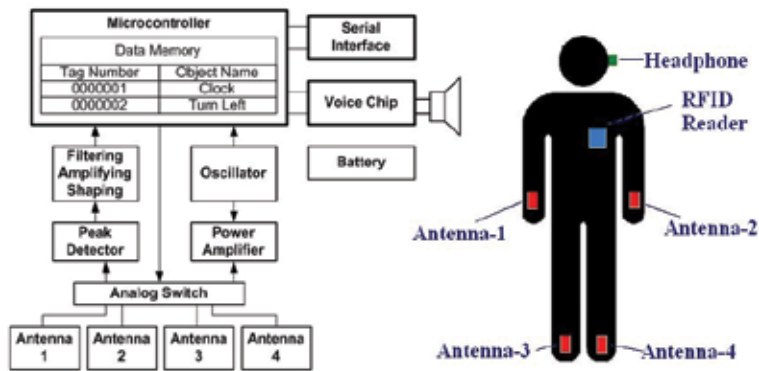 Microcontroller
Data Memory
Tag Number Object Name
0000001 Clock
0000002 Turn Left
Serial
Interface
Voice Chip
Battery
Filtering
Amplifying
Shaping
Oscillator
Peak
Detector
Power
Amplifier
Analog Switch
Antenna
1
Antenna
2
Antenna
3
Antenna
4
Headphone
RFID
Reader
Antenna-1
Antenna-2
Antenna-3
Antenna-4